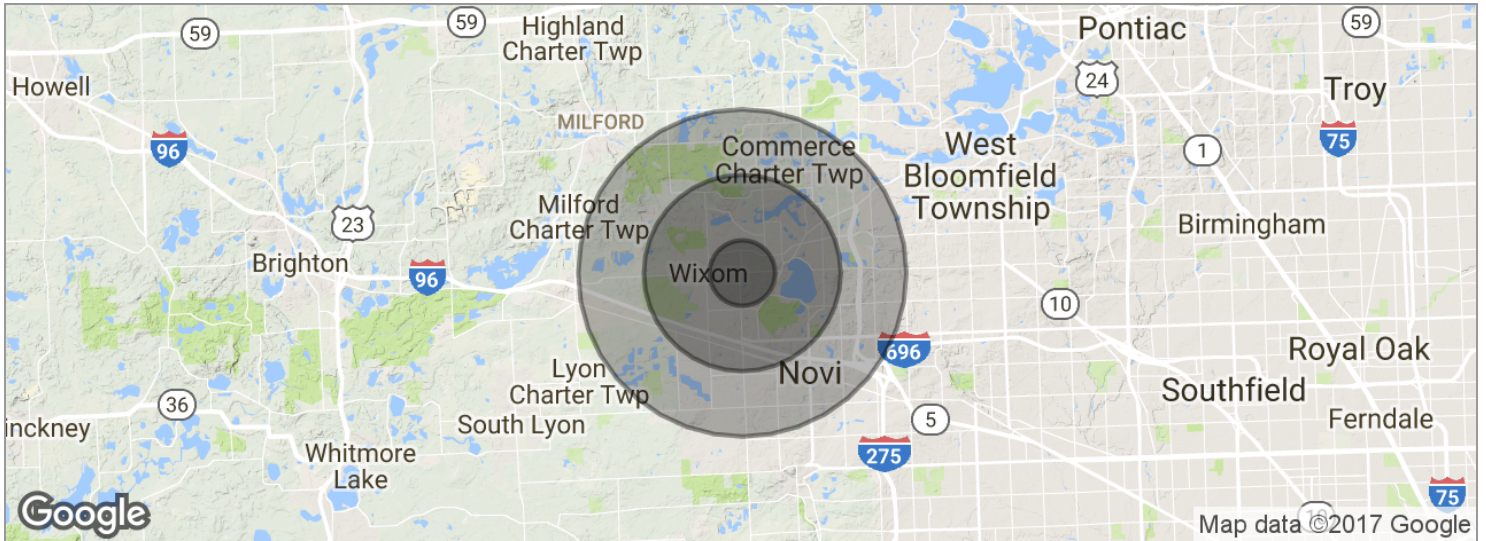 59
59
Highland
Charter Twp
Pontiac
59
24
Howell
Troy
MILFORD
96
Commerce
Charter Twp
West
Bloomfield
Township
1
75
Milford
Charter Twp
23
Birmingham
Brighton
96
Wixom
10
696
Royal Oak
Novi
Lyon
Charter Twp
Southfield
36
inckney
South Lyon
5
Ferndale
Whitmore
Lake
275
75
Google
10
Map data ©2017 Google